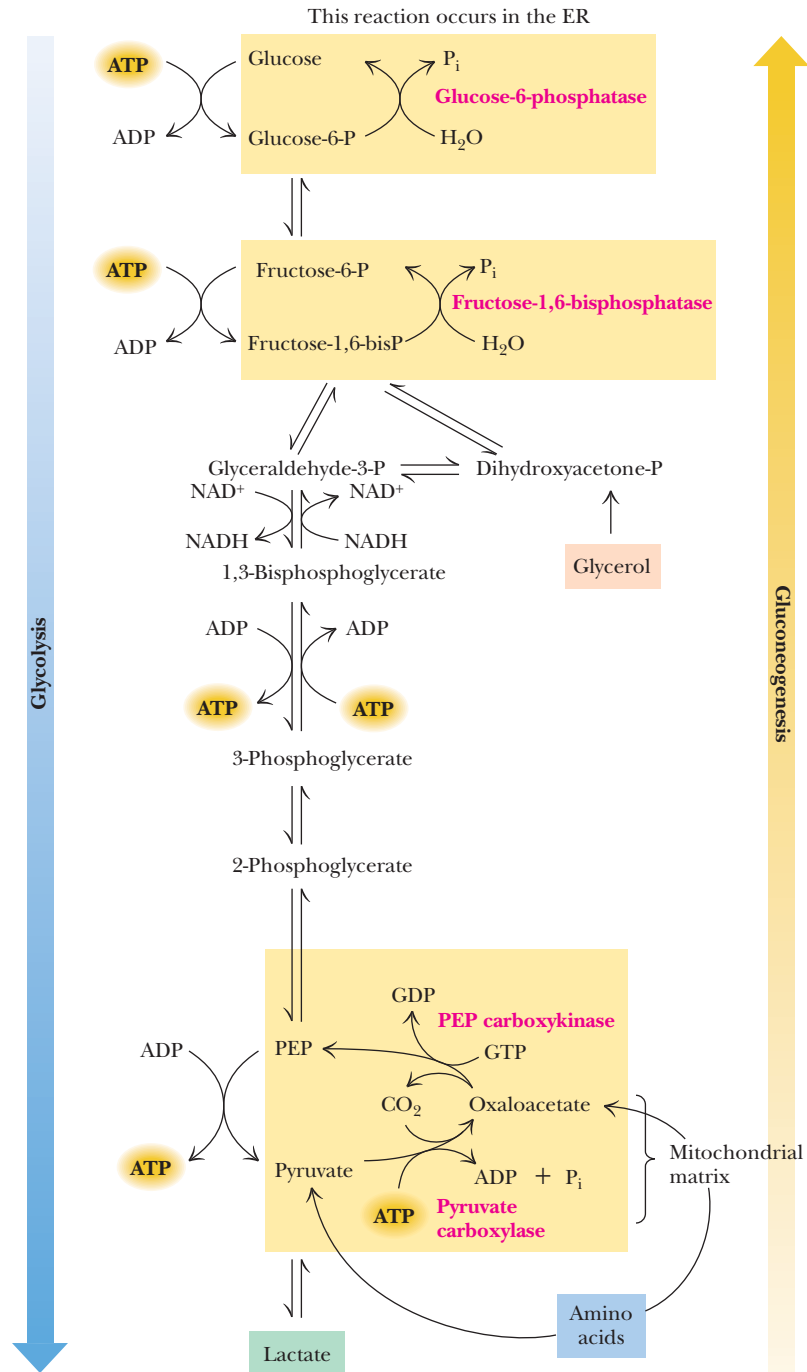 This reaction occurs in the ER
ATP
Glucose
Pi
Glucose-6-phosphatase
ADP
Glucose-6-P
H2O
ATP
Fructose-6-P
Pi
Fructose-1,6-bisphosphatase
ADP
Fructose-1,6-bisP
H2O
Glyceraldehyde-3-P
Dihydroxyacetone-P
NAD+
NAD+
NADH
NADH
Glycerol
1,3-Bisphosphoglycerate
ADP
ADP
Glycolysis
Gluconeogenesis
ATP
ATP
3-Phosphoglycerate
2-Phosphoglycerate
GDP
PEP carboxykinase
ADP
PEP
GTP
CO2
Oxaloacetate
Mitochondrial
matrix
ATP
Pyruvate
ADP + Pi
ATP
Pyruvate
carboxylase
Amino
acids
Lactate